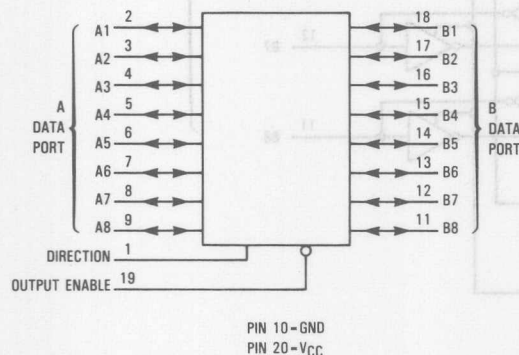 A
DATA
PORT
A1 2
A2 3
A3 4
A4 5
A5 6
A6 7
A7 8
A8 9
18 B1
17 B2
16 B3
15 B4
14 B5
13 B6
12 B7
11 B8
B
DATA
PORT
DIRECTION 1
OUTPUT ENABLE 19
PIN 10=GND
PIN 20=VCC